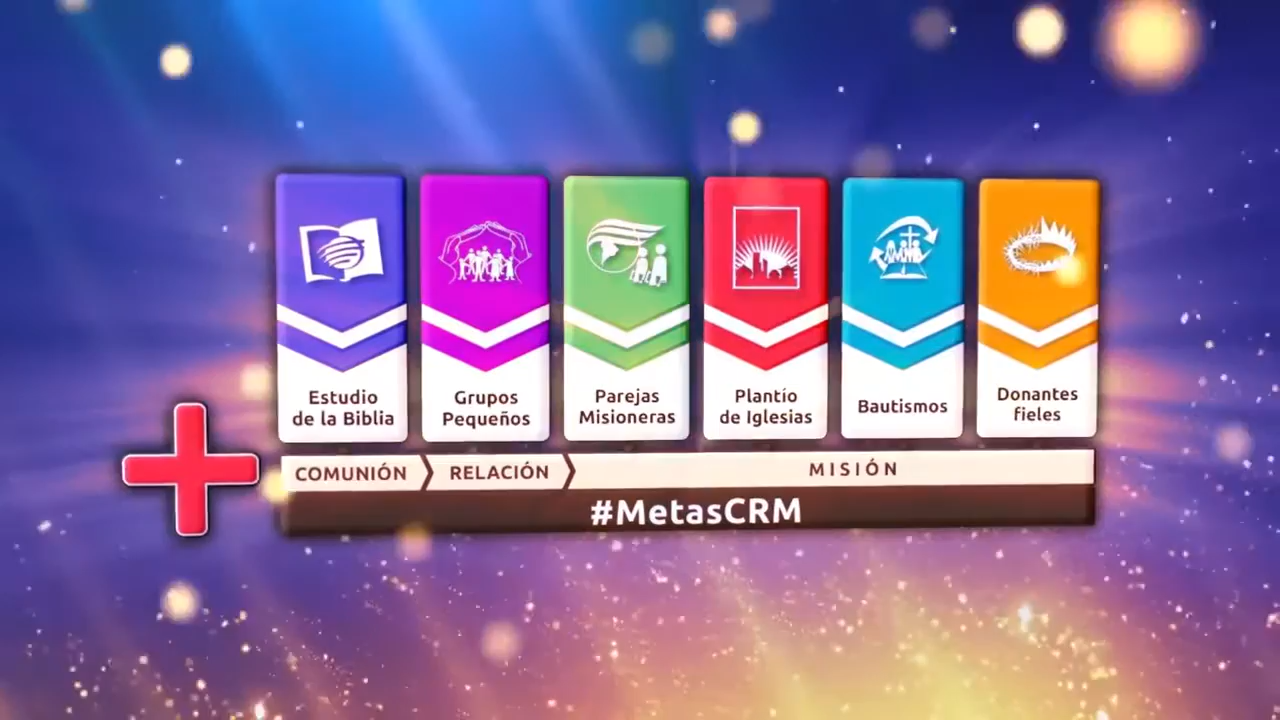 Estudio
de la Biblia
Grupos
Pequeños
Parejas
Misioneras
Plantío
de Iglesias
Bautismos
Donantes
fieles
COMUNIÓN RELACIÓN MISIÓN
#MetasCRM